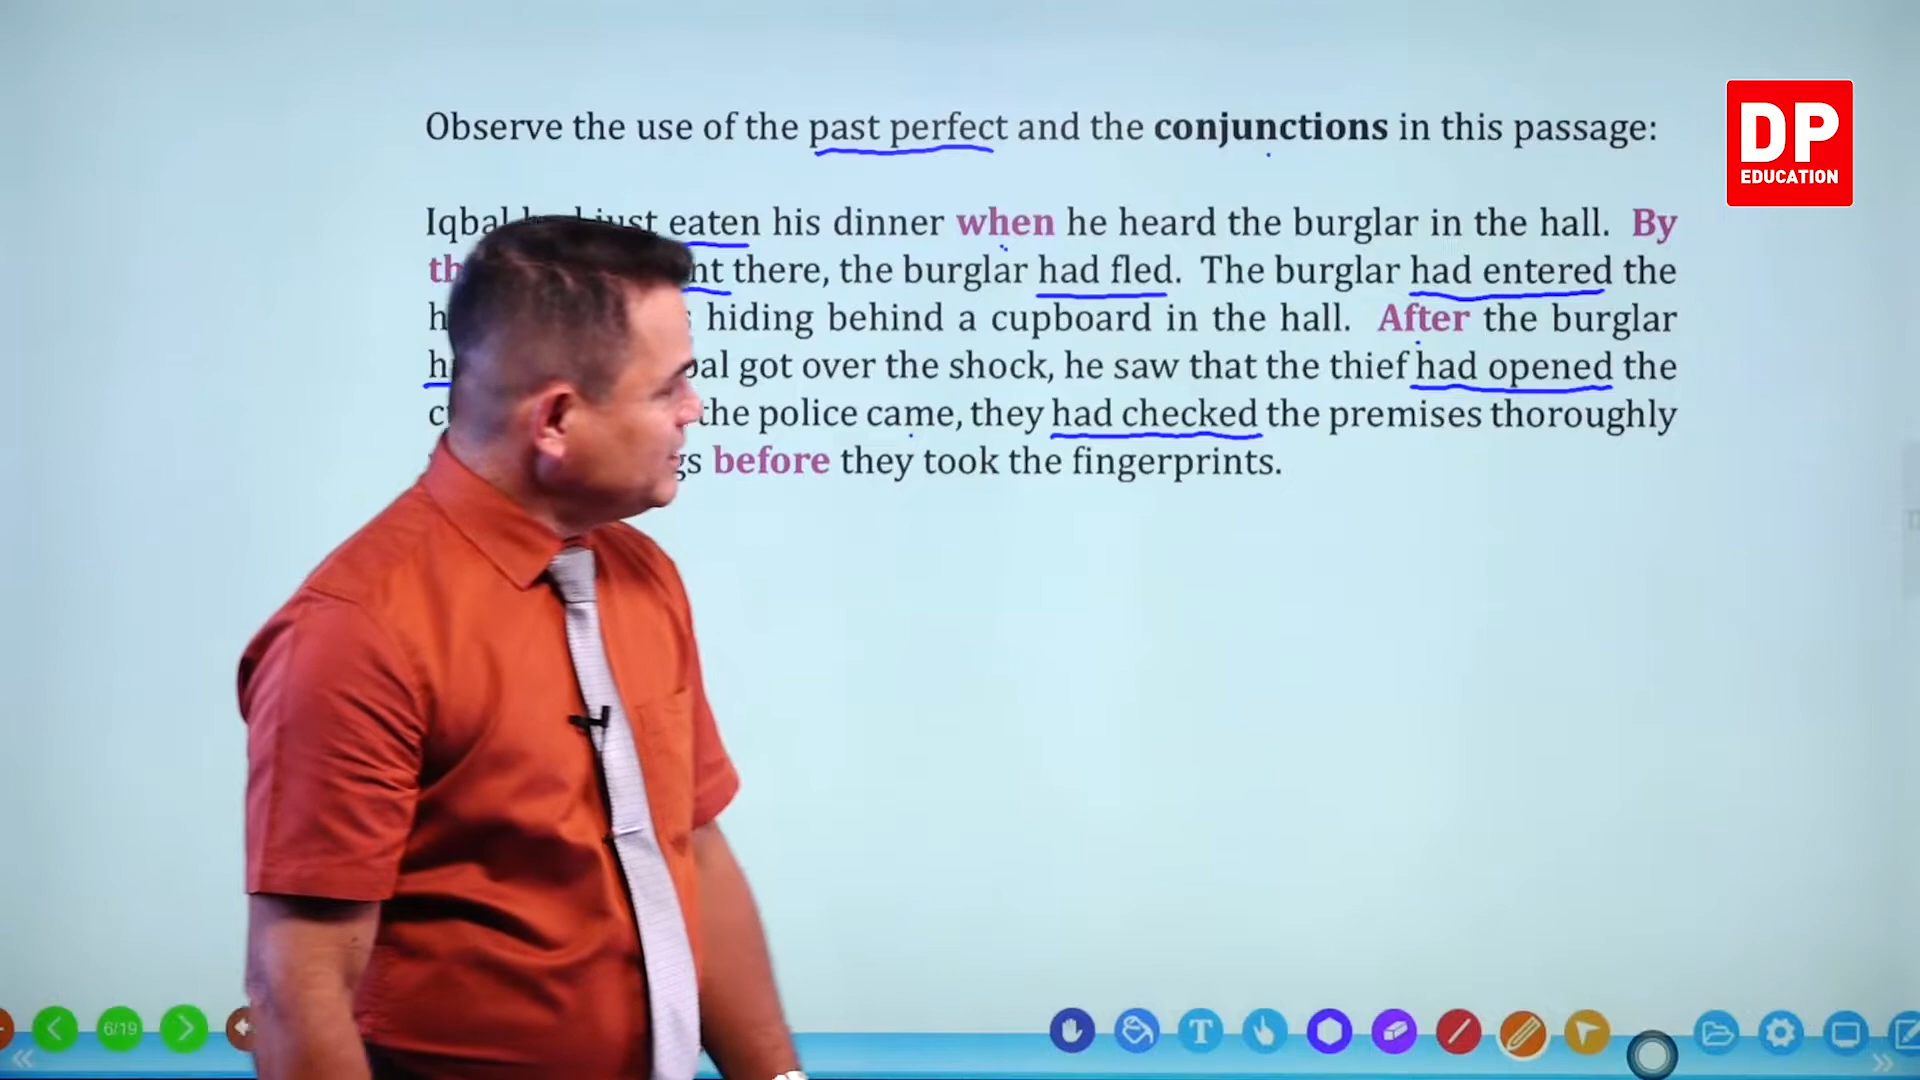 Observe the use of the past perfect and the conjunctions in this passage:
DP
EDUCATION
Iqbal just eaten his dinner when he heard the burglar in the hall. By
there, the burglar had fled. The burglar had entered the
hiding behind a cupboard in the hall. After the burglar
got over the shock, he saw that the thief had opened the
the police came, they had checked the premises thoroughly
before they took the fingerprints.
6/19
T